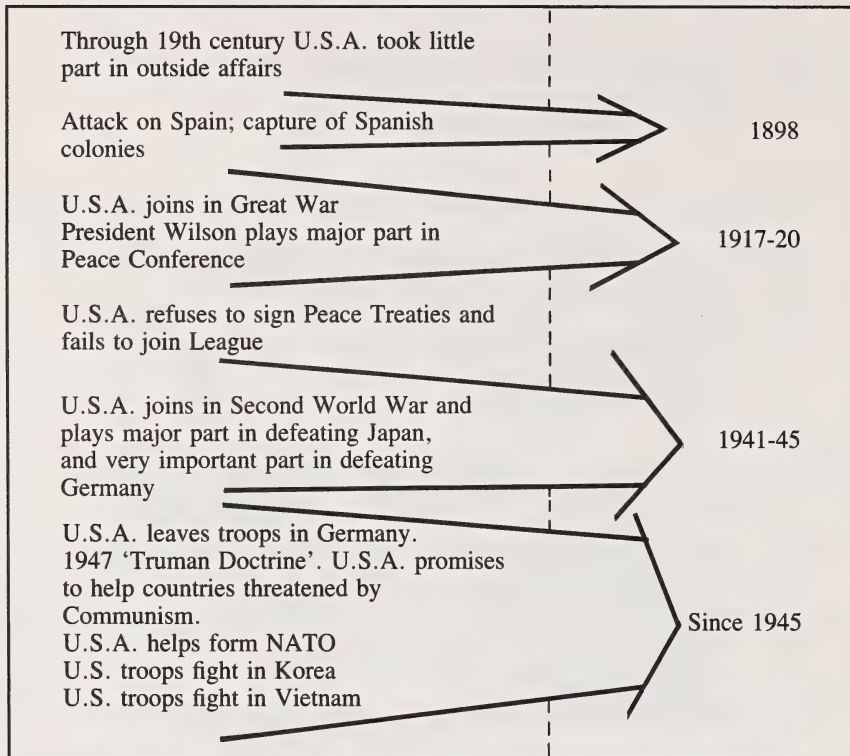 Through 19th century U.S.A. took little
part in outside affairs
Attack on Spain; capture of Spanish
colonies
1898
U.S.A. joins in Great War
President Wilson plays major part in
Peace Conference
1917-20
U.S.A. refuses to sign Peace Treaties and
fails to join League
U.S.A. joins in Second World War and
plays major part in defeating Japan,
and very important part in defeating
Germany
1941-45
U.S.A. leaves troops in Germany.
1947 'Truman Doctrine'. U.S.A. promises
to help countries threatened by
Communism.
U.S.A. helps form NATO
U.S. troops fight in Korea
U.S. troops fight in Vietnam
Since 1945